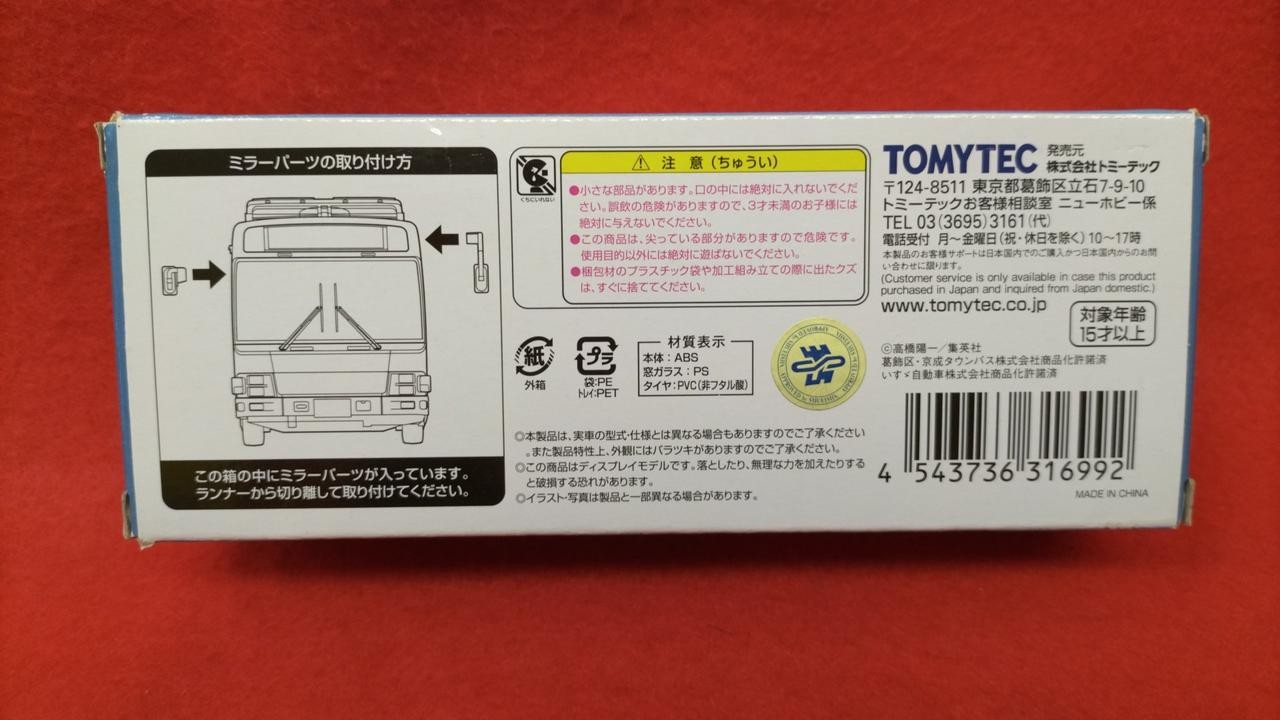 ミラーパーツの取り付け方
この箱の中にミラーパーツが入っています。
ランナーから切り離して取り付けてください。
くちにいれない
注 意 (ちゅうい)
●小さな部品があります。口の中には絶対に入れないでくだ
さい。誤飲の危険がありますので、3才未満のお子様には
絶対に与えないでください。
●この商品は、尖っている部分がありますので危険です。
使用目的以外には絶対に遊ばないでください。
●梱包材のプラスチック袋や加工組み立ての際に出たクズ
は、すぐに捨ててください。
紙
外箱
プラ
袋:PE
トレイ:PET
材質表示
本体:ABS
窓ガラス:PS
タイヤ:PVC(非フタル酸)
◎本製品は、実車の型式・仕様とは異なる場合もありますのでご了承ください
。また製品特性上、外観にはバラツキがありますのでご了承ください。
◎この商品はディスプレイモデルです。落としたり、無理な力を加えたりする
と破損する恐れがあります。
◎イラスト・写真は製品と一部異なる場合があります。
TOMYTEC 発売元
株式会社トミーテック
〒124-8511 東京都葛飾区立石7-9-10
トミーテックお客様相談室 ニューホビー係
TEL 03(3695)3161(代)
電話受付 月〜金曜日(祝・休日を除く)10〜17時
本製品のお客様サポートは日本国内でのご購入かつ日本国内からのお問
い合わせに限ります。
(Customer service is only available in case this product
purchased in Japan and inquired from Japan domestic.)
www.tomytec.co.jp
対象年齢
15才以上
©高橋陽一/集英社
葛飾区・京成タウンバス株式会社商品化許諾済
いすゞ自動車株式会社商品化許諾済
4 543736 316992
MADE IN CHINA